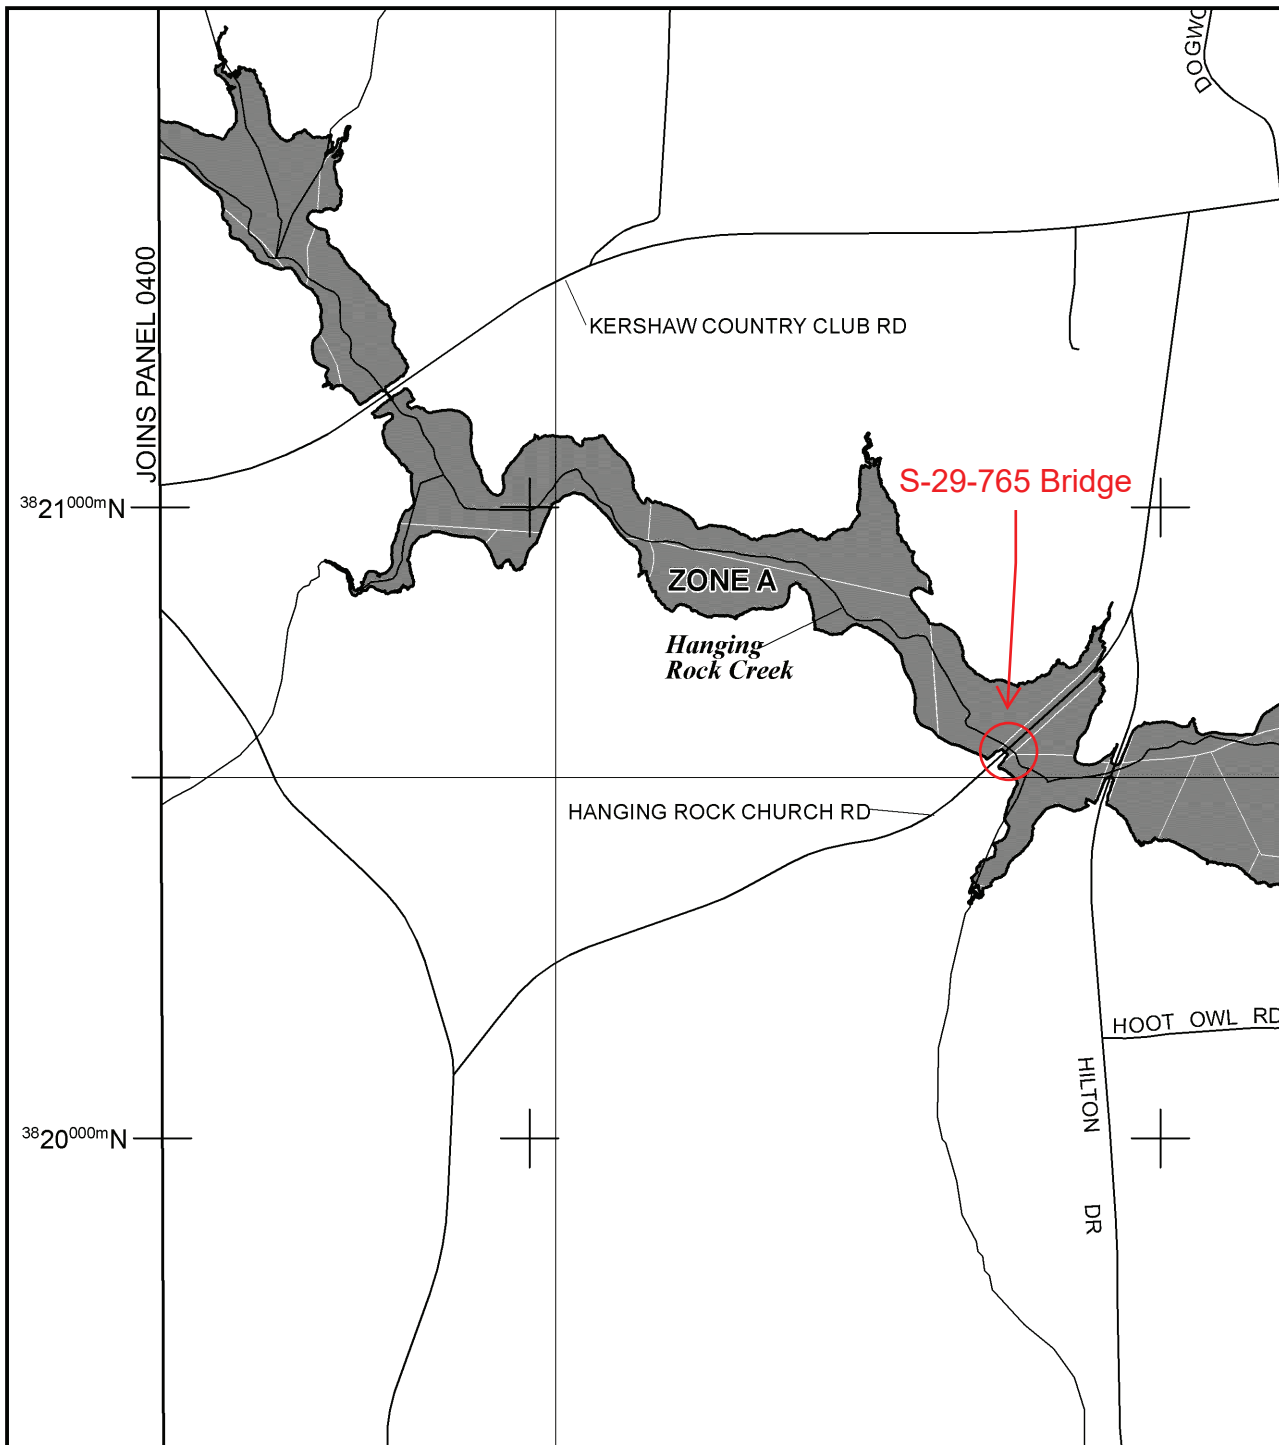 DOGWO
JOINS PANEL 0400
KERSHAW COUNTRY CLUB RD
S-29-765 Bridge
3821000mN
ZONE A
Hanging
Rock Creek
HANGING ROCK CHURCH RD
HOOT OWL RD
HILTON DR
3820000mN